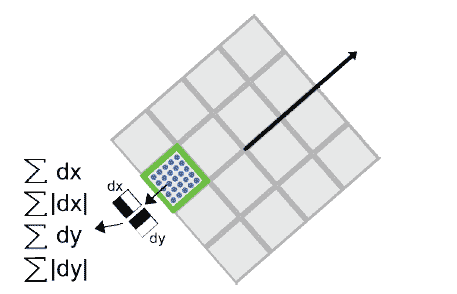 ∑ dx
∑|dx|
∑ dy
∑|dy|
dx
dy